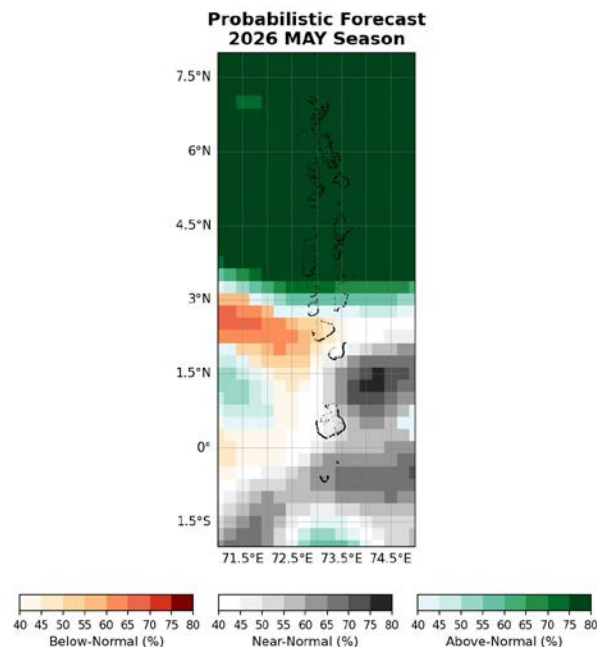 Probabilistic Forecast
2026 MAY Season
7.5°N
6°N
4.5°N
3°N
1.5°N
0°
1.5°S
71.5°E 72.5°E 73.5°E 74.5°E
40 45 50 55 60 65 70 75 80
Below-Normal (%)
40 45 50 55 60 65 70 75 80
Near-Normal (%)
40 45 50 55 60 65 70 75 80
Above-Normal (%)